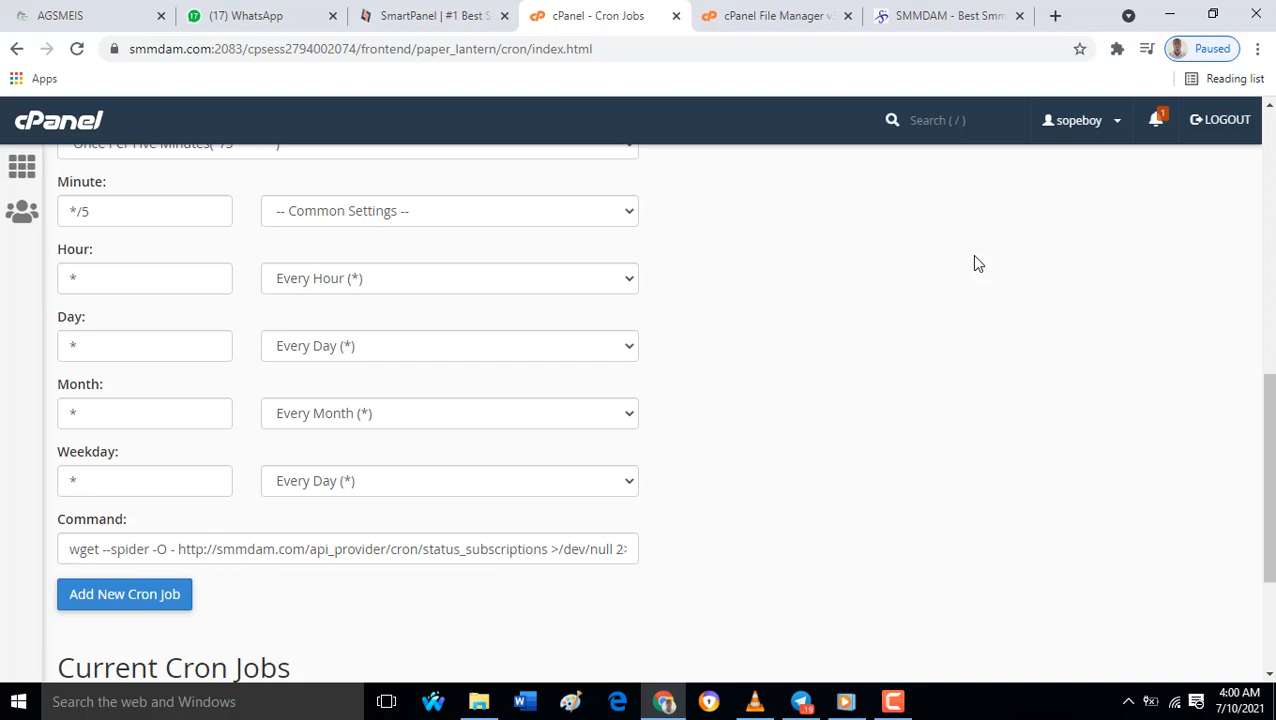 AGSMEIS
(17) WhatsApp
SmartPanel | #1 Best S
cPanel - Cron Jobs
cPanel File Manager v
SMMDAM - Best Smm
smmdam.com:2083/cpsess2794002074/frontend/paper_lantern/cron/index.html
Paused
Apps
Reading list
cPanel
Search ( / )
sopeboy
1
LOGOUT
Minute:
*/5
-- Common Settings --
Hour:
*
Every Hour (*)
Day:
*
Every Day (*)
Month:
*
Every Month (*)
Weekday:
*
Every Day (*)
Command:
wget --spider -O - http://smmdam.com/api_provider/cron/status_subscriptions >/dev/null 2>
Add New Cron Job
Current Cron Jobs
Search the web and Windows
19
4:00 AM
7/10/2021